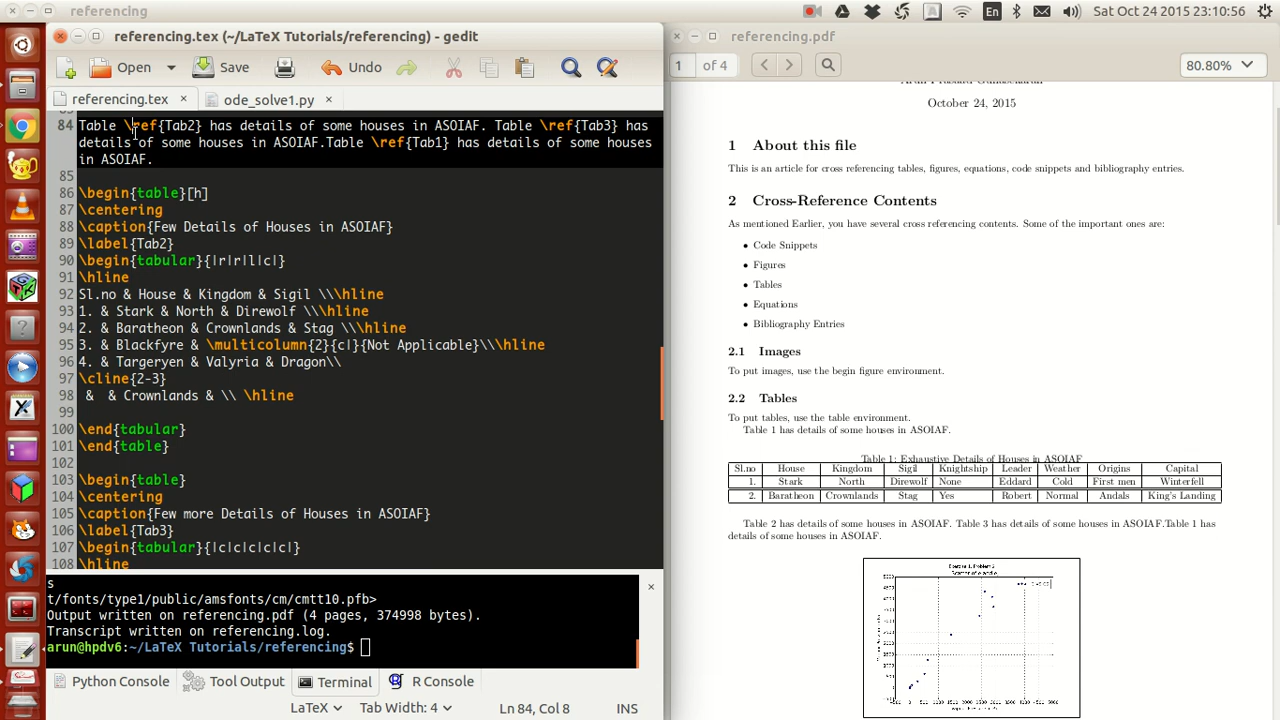 referencing
En
Sat Oct 24 2015 23:10:56
referencing.tex (~/LaTeX Tutorials/referencing) - gedit
Open
Save
Undo
referencing.tex × ode_solve1.py ×
84 Table \ref{Tab2} has details of some houses in ASOIAF. Table \ref{Tab3} has
details of some houses in ASOIAF.Table \ref{Tab1} has details of some houses
in ASOIAF.
85
86 \begin{table}[h]
87 \centering
88 \caption{Few Details of Houses in ASOIAF}
89 \label{Tab2}
90 \begin{tabular}{|r|r|l|c|}
91 \hline
92 Sl.no & House & Kingdom & Sigil \\\hline
93 1. & Stark & North & Direwolf \\\hline
94 2. & Baratheon & Crownlands & Stag \\\hline
95 3. & Blackfyre & \multicolumn{2}{c|}{Not Applicable}\\\hline
96 4. & Targeryen & Valyria & Dragon\\
97 \cline{2-3}
98 & & Crownlands & \\ \hline
99
100 \end{tabular}
101 \end{table}
102
103 \begin{table}
104 \centering
105 \caption{Few more Details of Houses in ASOIAF}
106 \label{Tab3}
107 \begin{tabular}{|c|c|c|c|c|}
108 \hline
s
t/fonts/type1/public/amsfonts/cm/cmtt10.pfb>
Output written on referencing.pdf (4 pages, 374998 bytes).
Transcript written on referencing.log.
arun@hpdv6:~/LaTeX Tutorials/referencing$
Python Console
Tool Output
Terminal
R Console
LaTeX
Tab Width: 4
Ln 84, Col 8
INS
referencing.pdf
1 of 4
80.80%
October 24, 2015
1 About this file
This is an article for cross referencing tables, figures, equations, code snippets and bibliography entries.
2 Cross-Reference Contents
As mentioned Earlier, you have several cross referencing contents. Some of the important ones are:
• Code Snippets
• Figures
• Tables
• Equations
• Bibliography Entries
2.1 Images
To put images, use the begin figure environment.
2.2 Tables
To put tables, use the table environment.
Table 1 has details of some houses in ASOIAF.
Table 1: Exhaustive Details of Houses in ASOIAF
Sl.no House Kingdom Sigil Knightship Leader Weather Origins Capital
1. Stark North Direwolf None Eddard Cold First men Winterfell
2. Baratheon Crownlands Stag Yes Robert Normal Andals King's Landing
Table 2 has details of some houses in ASOIAF. Table 3 has details of some houses in ASOIAF.Table 1 has
details of some houses in ASOIAF.